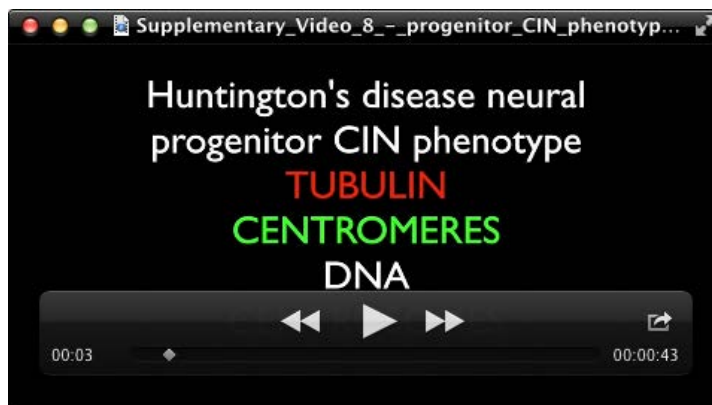 Supplementary_Video_8_-_progenitor_CIN_phenotyp...
Huntington's disease neural
progenitor CIN phenotype
TUBULIN
CENTROMERES
DNA
00:03
00:00:43